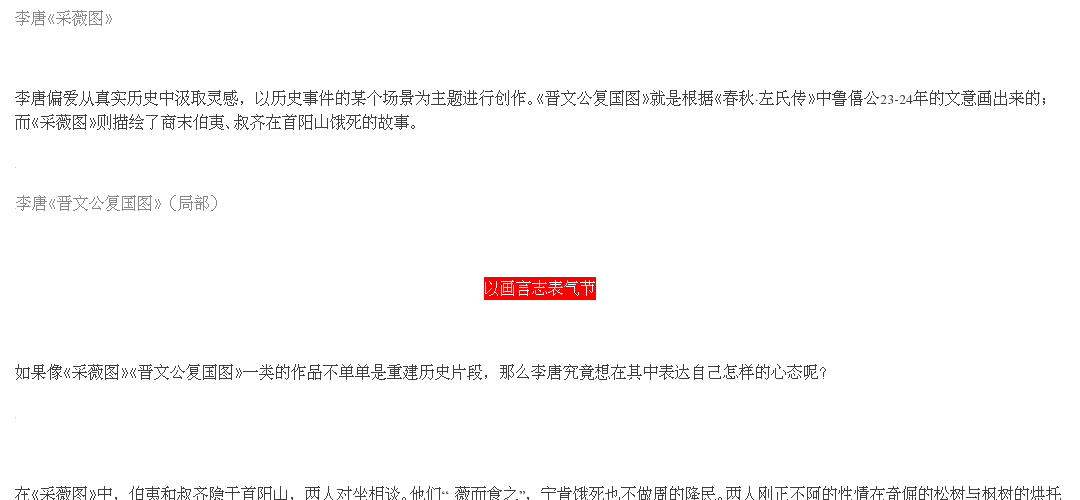 李唐《采薇图》
李唐偏爱从真实历史中汲取灵感，以历史事件的某个场景为主题进行创作。《晋文公复国图》就是根据《春秋·左氏传》中鲁僖公23-24年的文意画出来的；
而《采薇图》则描绘了商末伯夷、叔齐在首阳山饿死的故事。
李唐《晋文公复国图》（局部）
以画言志表气节
如果像《采薇图》《晋文公复国图》一类的作品不单单是重建历史片段，那么李唐究竟想在其中表达自己怎样的心态呢？
在《采薇图》中，伯夷和叔齐隐于首阳山，两人对坐相谈。他们“ 薇而食之”，宁肯饿死也不做周的降民。两人刚正不阿的性情在奇倔的松树与枫树的烘托